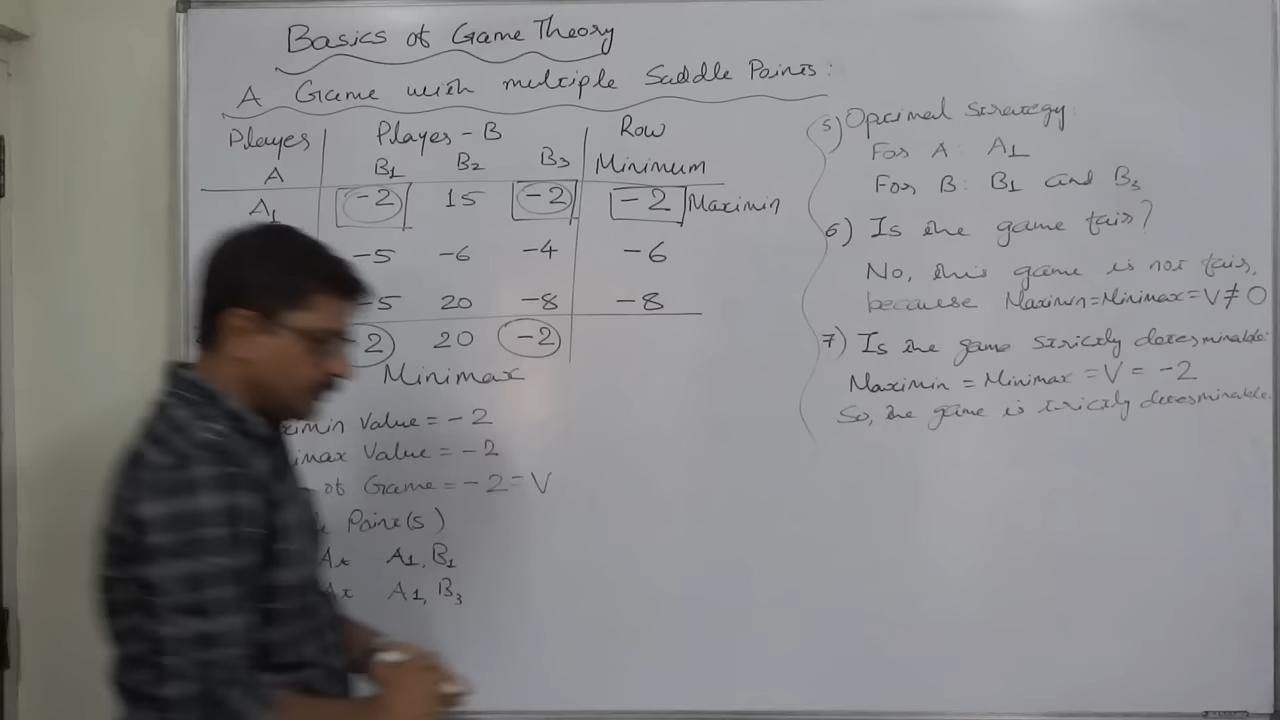 Basics of Game Theory
A Game with multiple Saddle Points:
Player Player - B Row
A B1 B2 B3 Minimum
A1 -2 15 -2 -2 Maximin
-5 -6 -4 -6
-5 20 -8 -8
2 20 -2
Minimax
Value = -2
Value = -2
of Game = -2 = V
Point(s)
At A1, B1
At A1, B3
5) Optimal Strategy:
For A: A1
For B: B1 and B3
6) Is the game fair?
No, this game is not fair,
because Maximin = Minimax = V ≠ 0
7) Is the game strictly determinable:
Maximin = Minimax = V = -2
So, the game is strictly determinable.